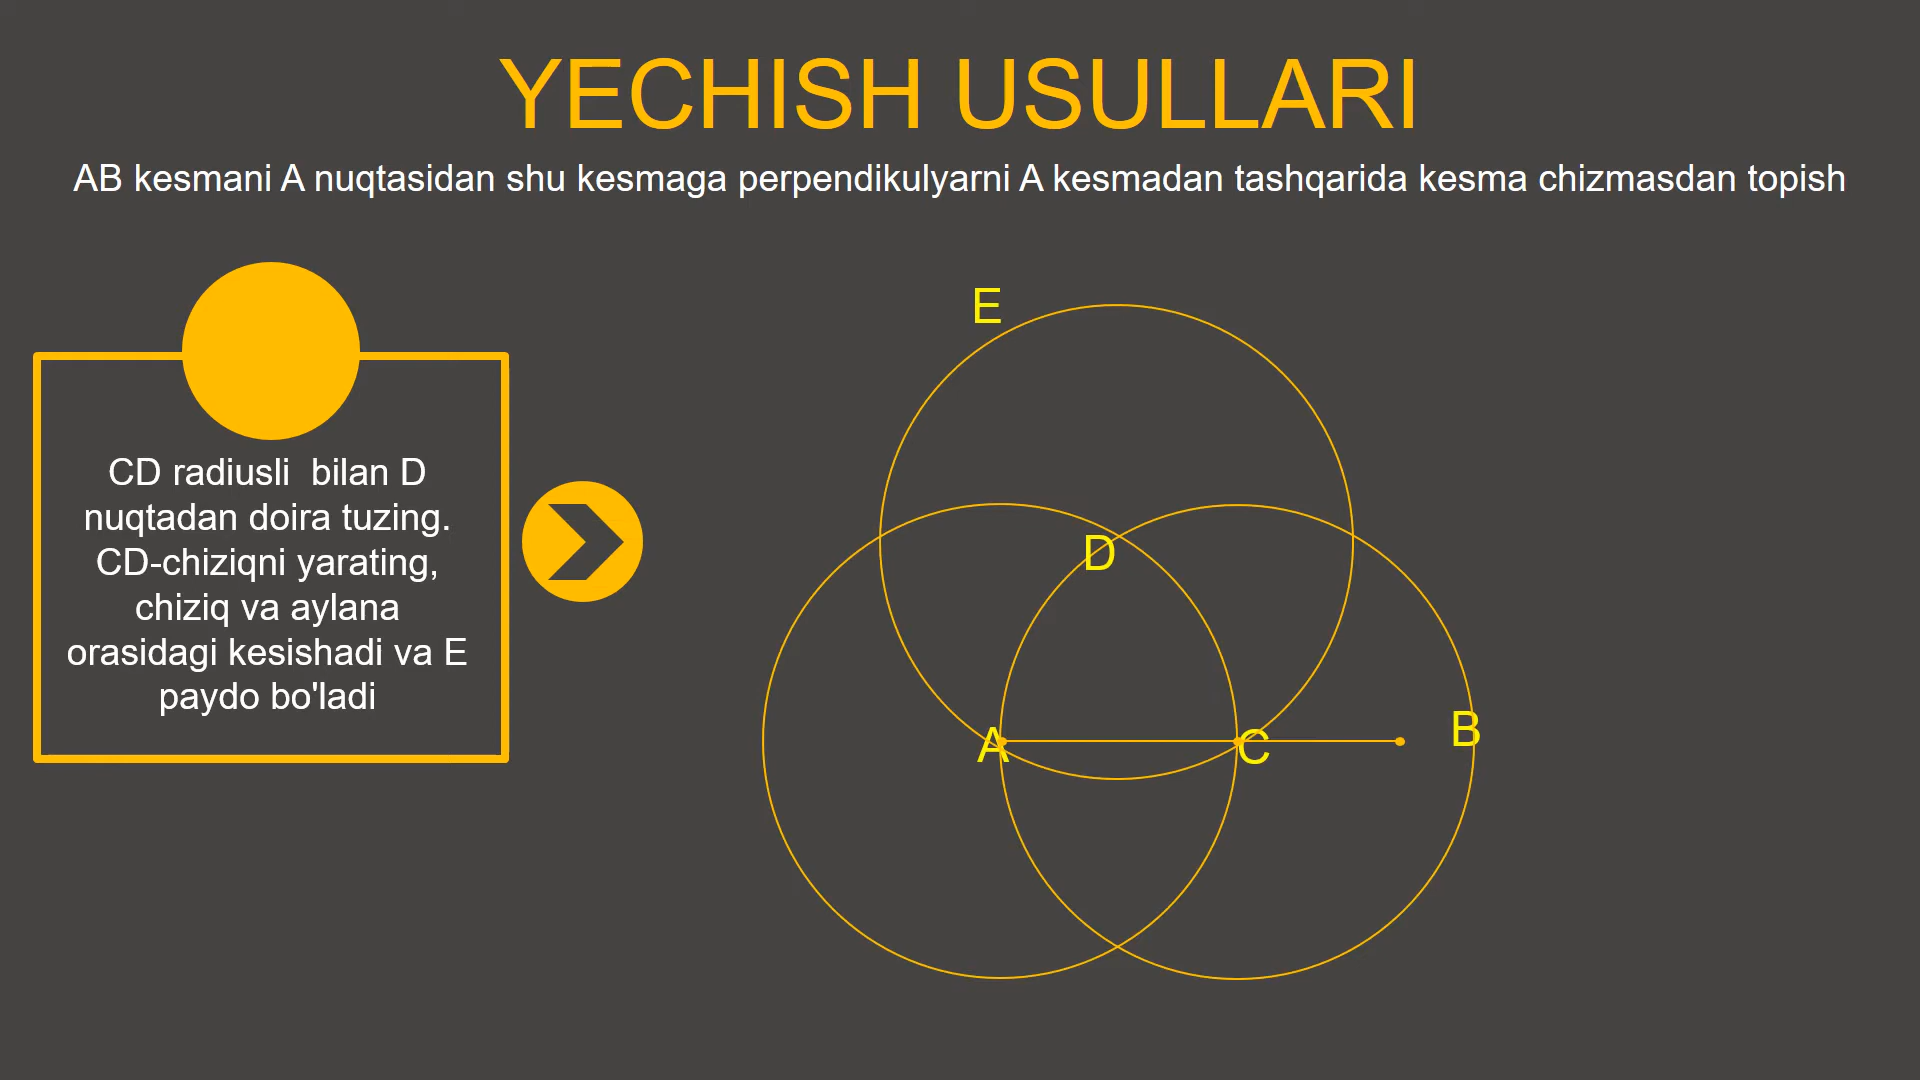 YECHISH USULLARI
AB kesmani A nuqtasidan shu kesmaga perpendikulyarni A kesmadan tashqarida kesma chizmasdan topish
CD radiusli  bilan D
nuqtadan doira tuzing.
CD-chiziqni yarating,
chiziq va aylana
orasidagi kesishadi va E
paydo bo'ladi
E
D
A
C
B